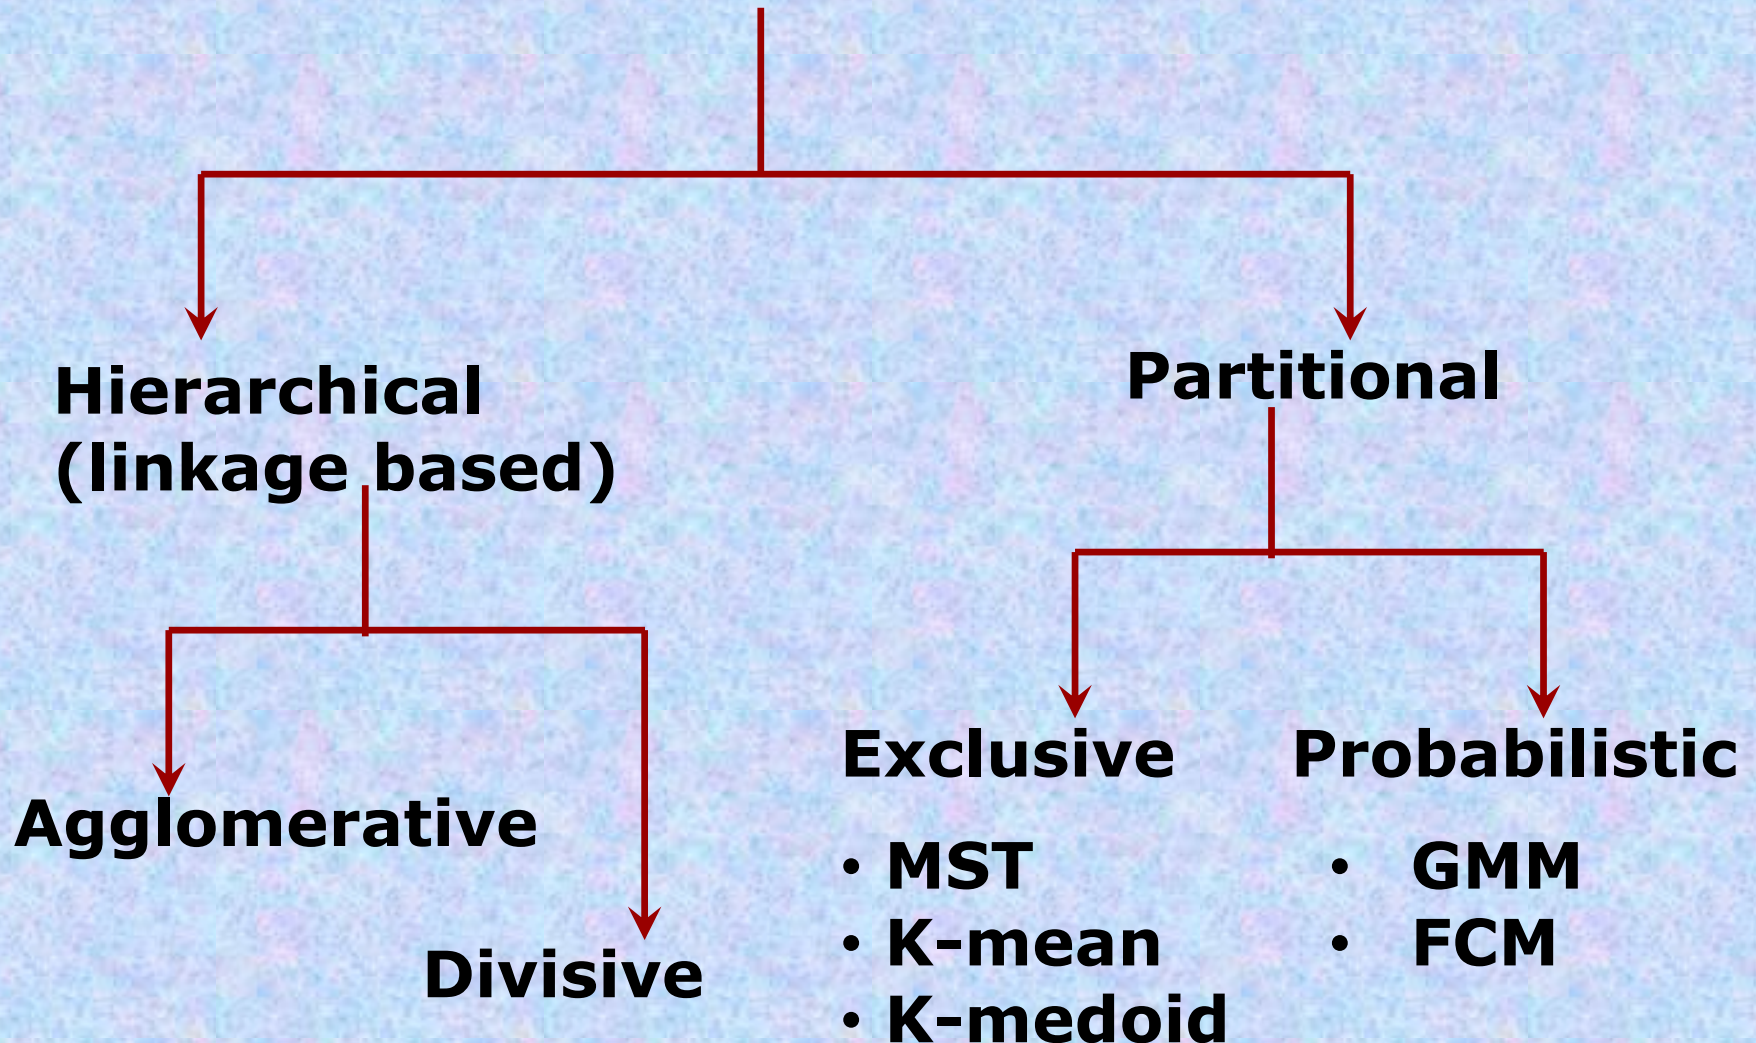 Hierarchical
(linkage based)
Partitional
Agglomerative
Divisive
Exclusive
• MST
• K-mean
• K-medoid
Probabilistic
• GMM
• FCM